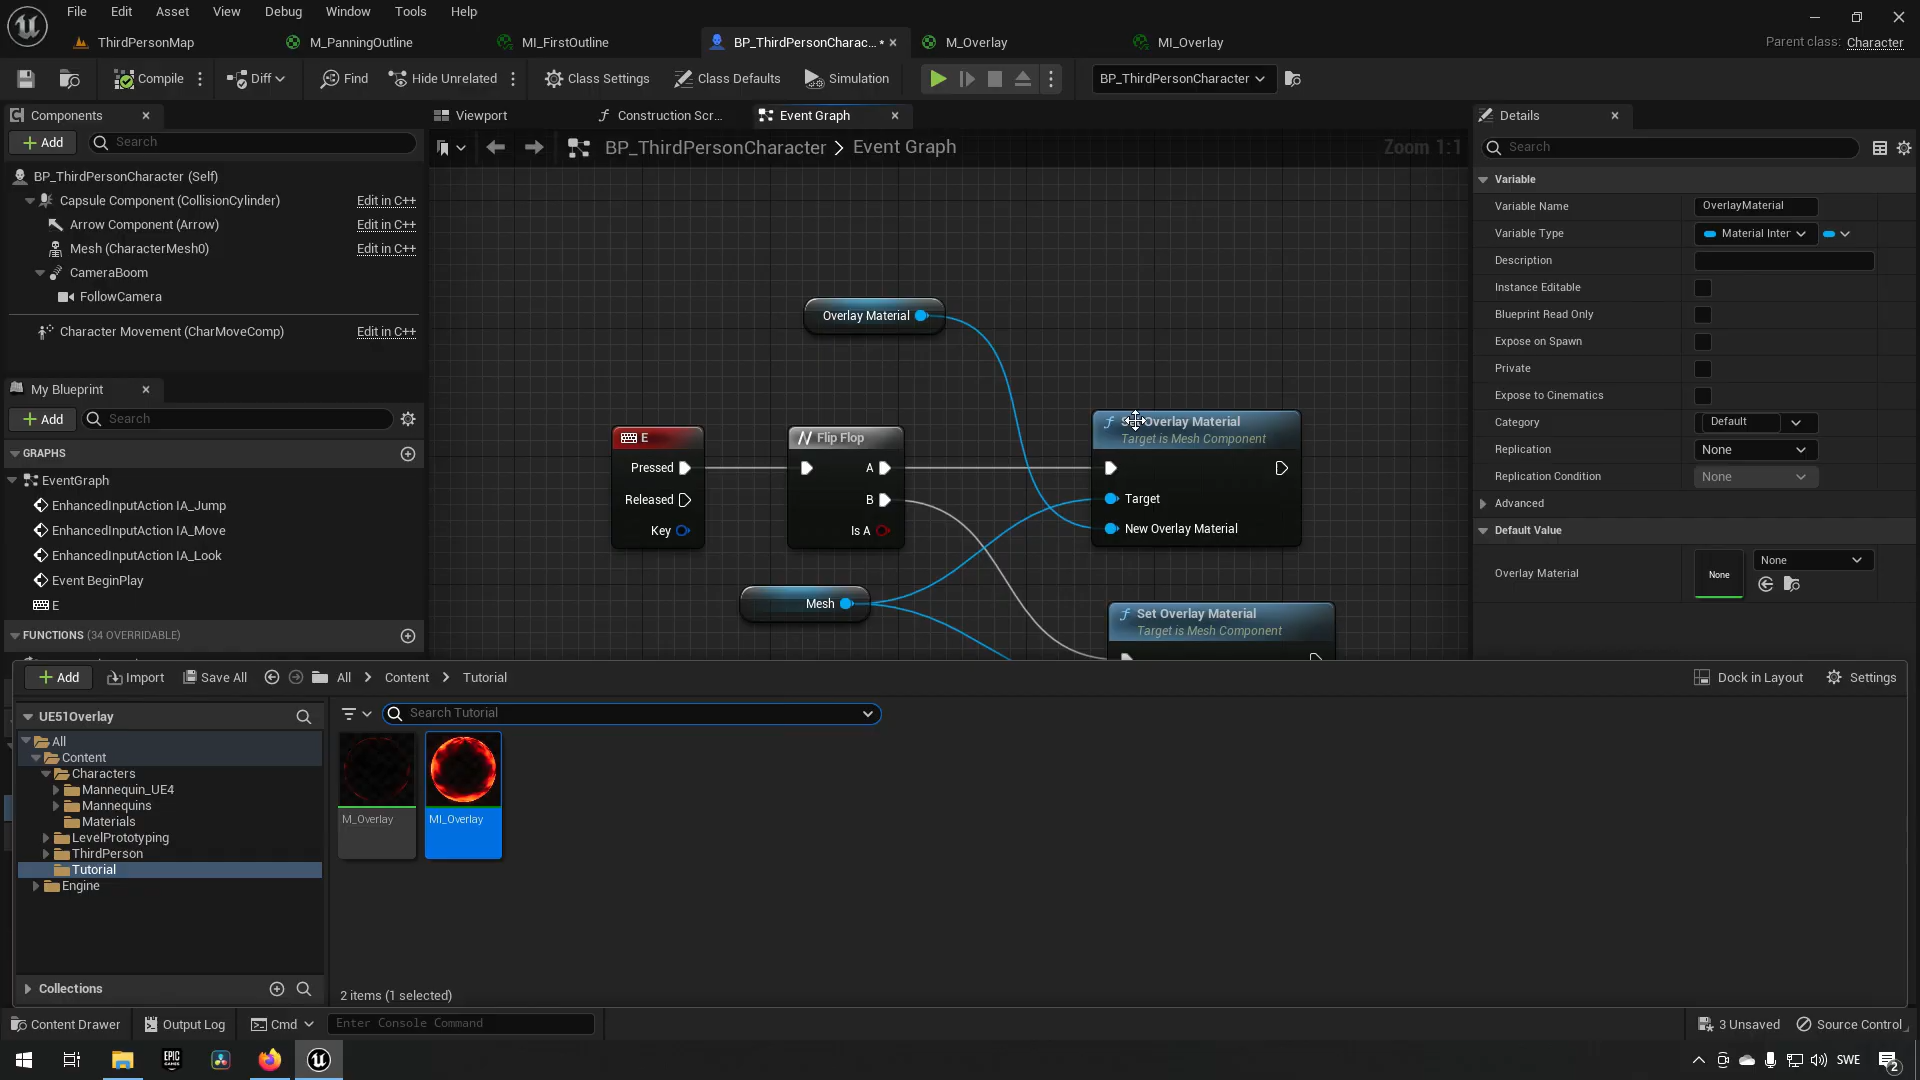 File Edit Asset View Debug Window Tools Help
ThirdPersonMap M_PanningOutline MI_FirstOutline BP_ThirdPersonCharac... • M_Overlay MI_Overlay
Parent class: Character
Compile Diff Find Hide Unrelated Class Settings Class Defaults Simulation BP_ThirdPersonCharacter
Components
Add Search
BP_ThirdPersonCharacter (Self)
Capsule Component (CollisionCylinder) Edit in C++
Arrow Component (Arrow) Edit in C++
Mesh (CharacterMesh0) Edit in C++
CameraBoom
FollowCamera
Character Movement (CharMoveComp) Edit in C++
My Blueprint
Add Search
GRAPHS
EventGraph
EnhancedInputAction IA_Jump
EnhancedInputAction IA_Move
EnhancedInputAction IA_Look
Event BeginPlay
E
FUNCTIONS (34 OVERRIDABLE)
Viewport Construction Scr... Event Graph
BP_ThirdPersonCharacter > Event Graph Zoom 1:1
Overlay Material
E
Pressed
Released
Key
Flip Flop
A
B
Is A
Mesh
Overlay Material
Target is Mesh Component
Target
New Overlay Material
Set Overlay Material
Target is Mesh Component
Details
Search
Variable
Variable Name OverlayMaterial
Variable Type Material Inter
Description
Instance Editable
Blueprint Read Only
Expose on Spawn
Private
Expose to Cinematics
Category Default
Replication None
Replication Condition None
Advanced
Default Value
Overlay Material None None
Add Import Save All All > Content > Tutorial Dock in Layout Settings
UE51Overlay
All
Content
Characters
Mannequin_UE4
Mannequins
Materials
LevelPrototyping
ThirdPerson
Tutorial
Engine
Collections
Search Tutorial
M_Overlay MI_Overlay
2 items (1 selected)
Content Drawer Output Log Cmd Enter Console Command 3 Unsaved Source Control
EPIC GAMES
SWE 2